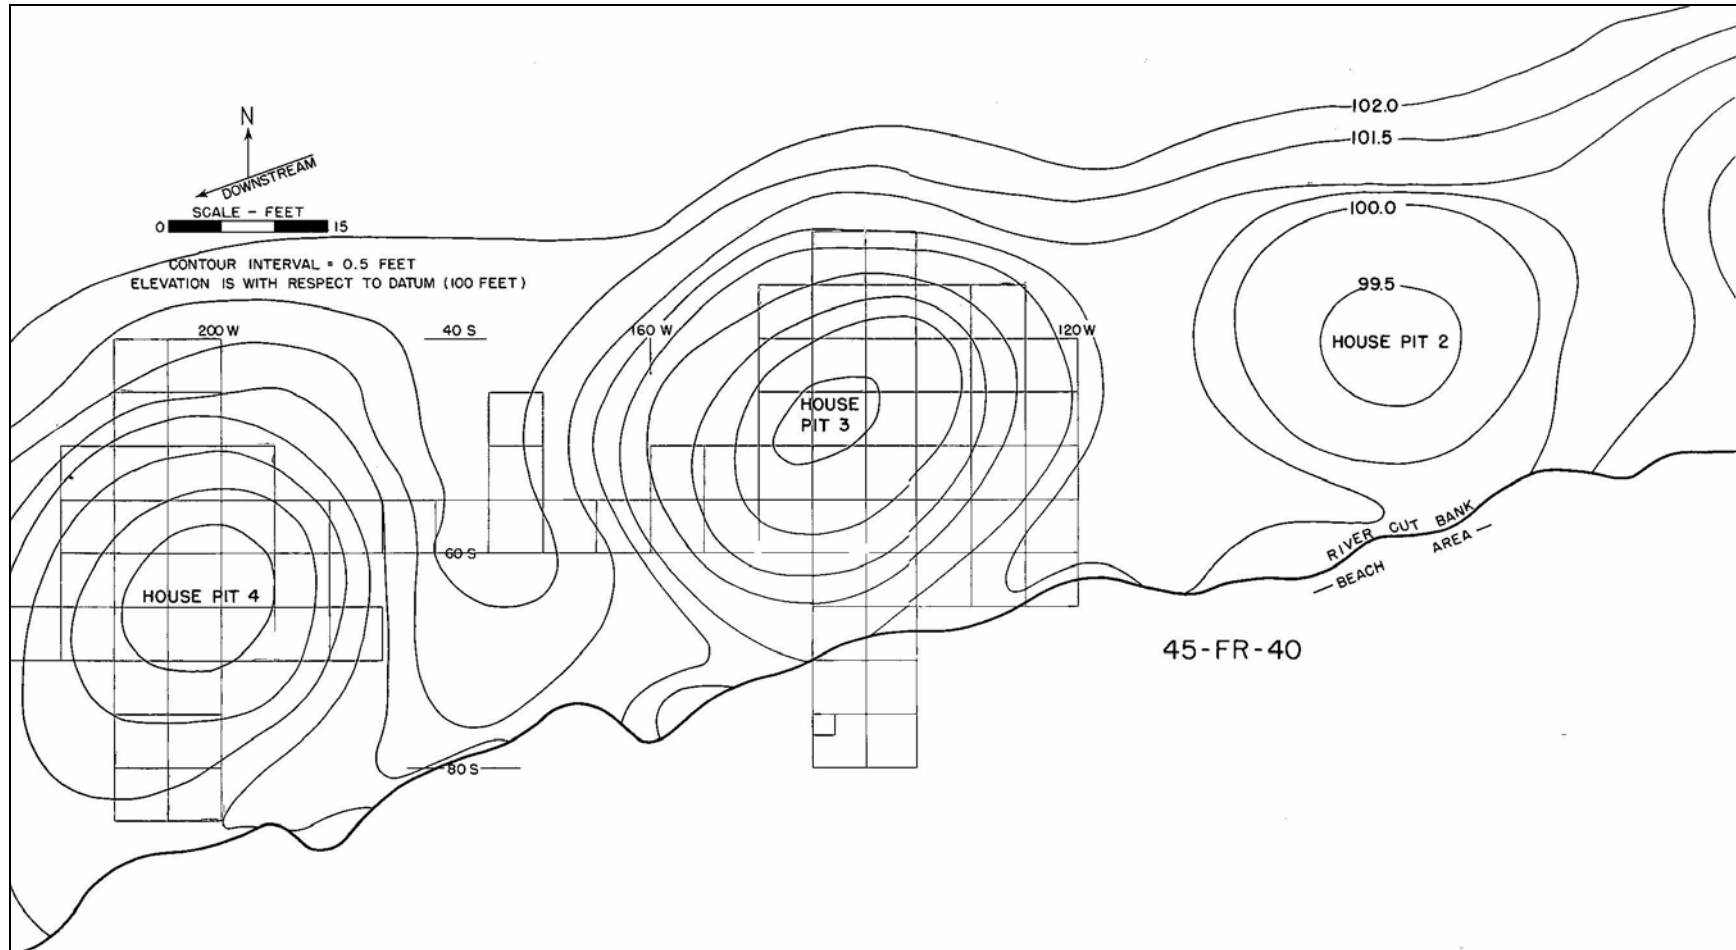 102.0
101.5
N
DOWNSTREAM
SCALE - FEET
0 15
CONTOUR INTERVAL = 0.5 FEET
ELEVATION IS WITH RESPECT TO DATUM (100 FEET)
100.0
99.5
200 W
40 S
160 W
120 W
HOUSE PIT 2
HOUSE
PIT 3
RIVER CUT BANK
BEACH AREA
60 S
HOUSE PIT 4
45-FR-40
80 S